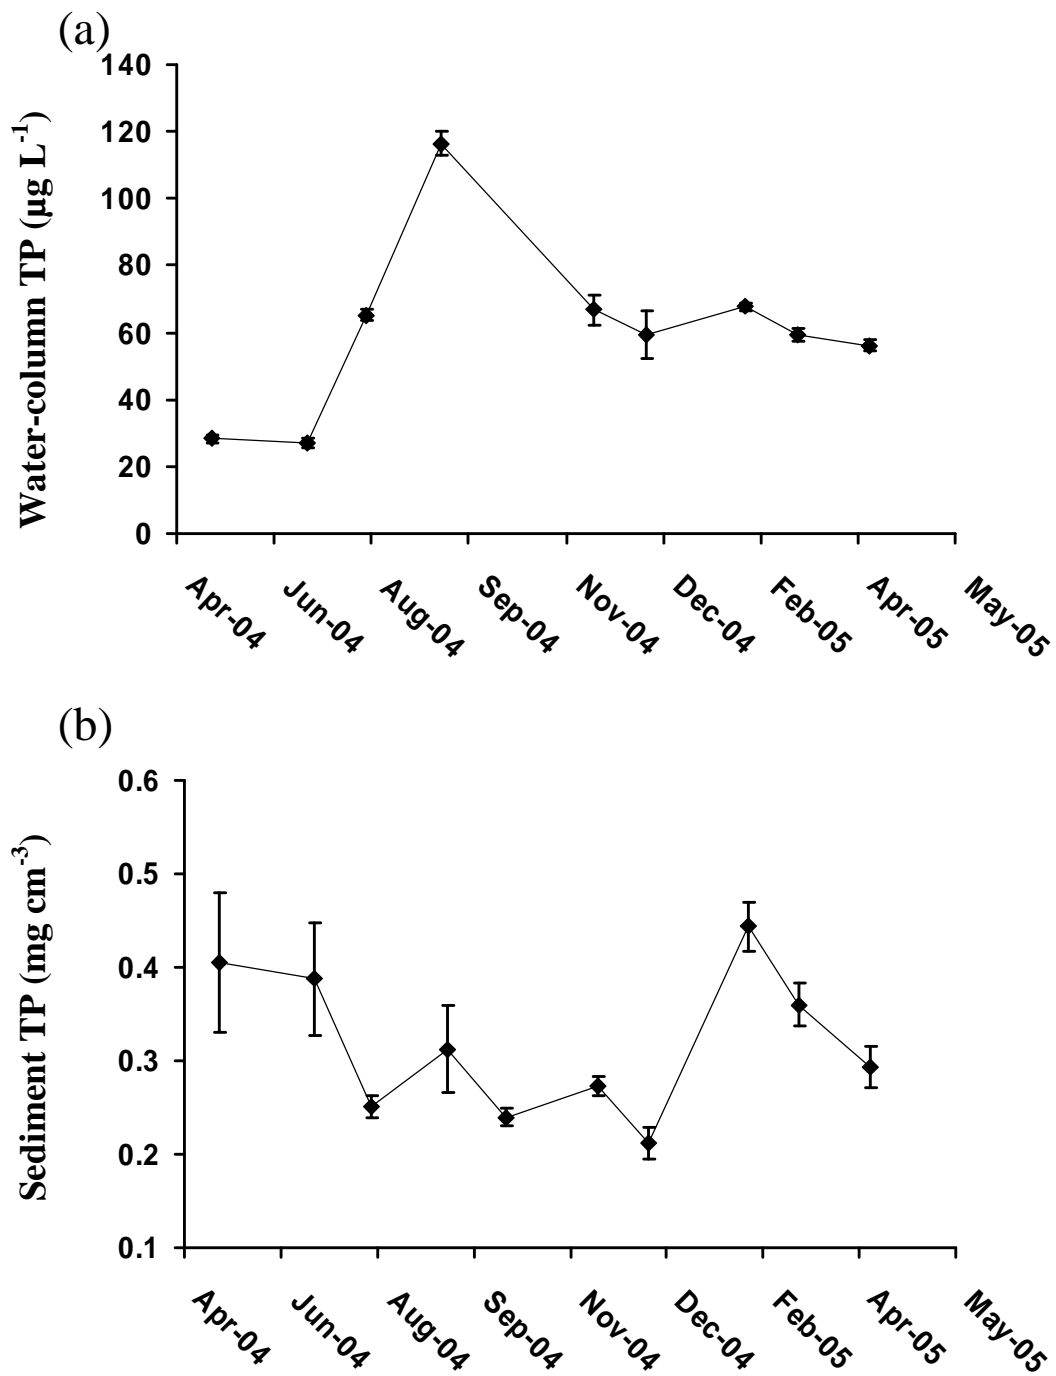 (a)
Water-column TP (µg L-1)
140
120
100
80
60
40
20
0
Apr-04 Jun-04 Aug-04 Sep-04 Nov-04 Dec-04 Feb-05 Apr-05 May-05
(b)
Sediment TP (mg cm-3)
0.6
0.5
0.4
0.3
0.2
0.1
Apr-04 Jun-04 Aug-04 Sep-04 Nov-04 Dec-04 Feb-05 Apr-05 May-05